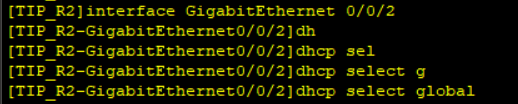 [TIP_R2]interface GigabitEthernet 0/0/2
[TIP_R2-GigabitEthernet0/0/2]dh
[TIP_R2-GigabitEthernet0/0/2]dhcp sel
[TIP_R2-GigabitEthernet0/0/2]dhcp select g
[TIP_R2-GigabitEthernet0/0/2]dhcp select global